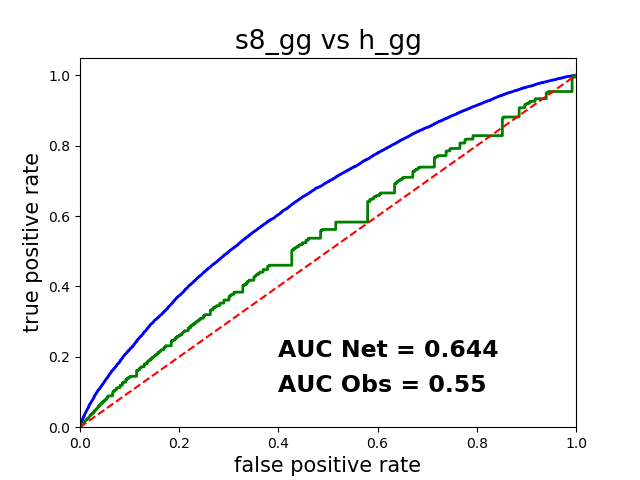 s8_gg vs h_gg
true positive rate
1.0
0.8
0.6
0.4
0.2
0.0
AUC Net = 0.644
AUC Obs = 0.55
0.0 0.2 0.4 0.6 0.8 1.0
false positive rate